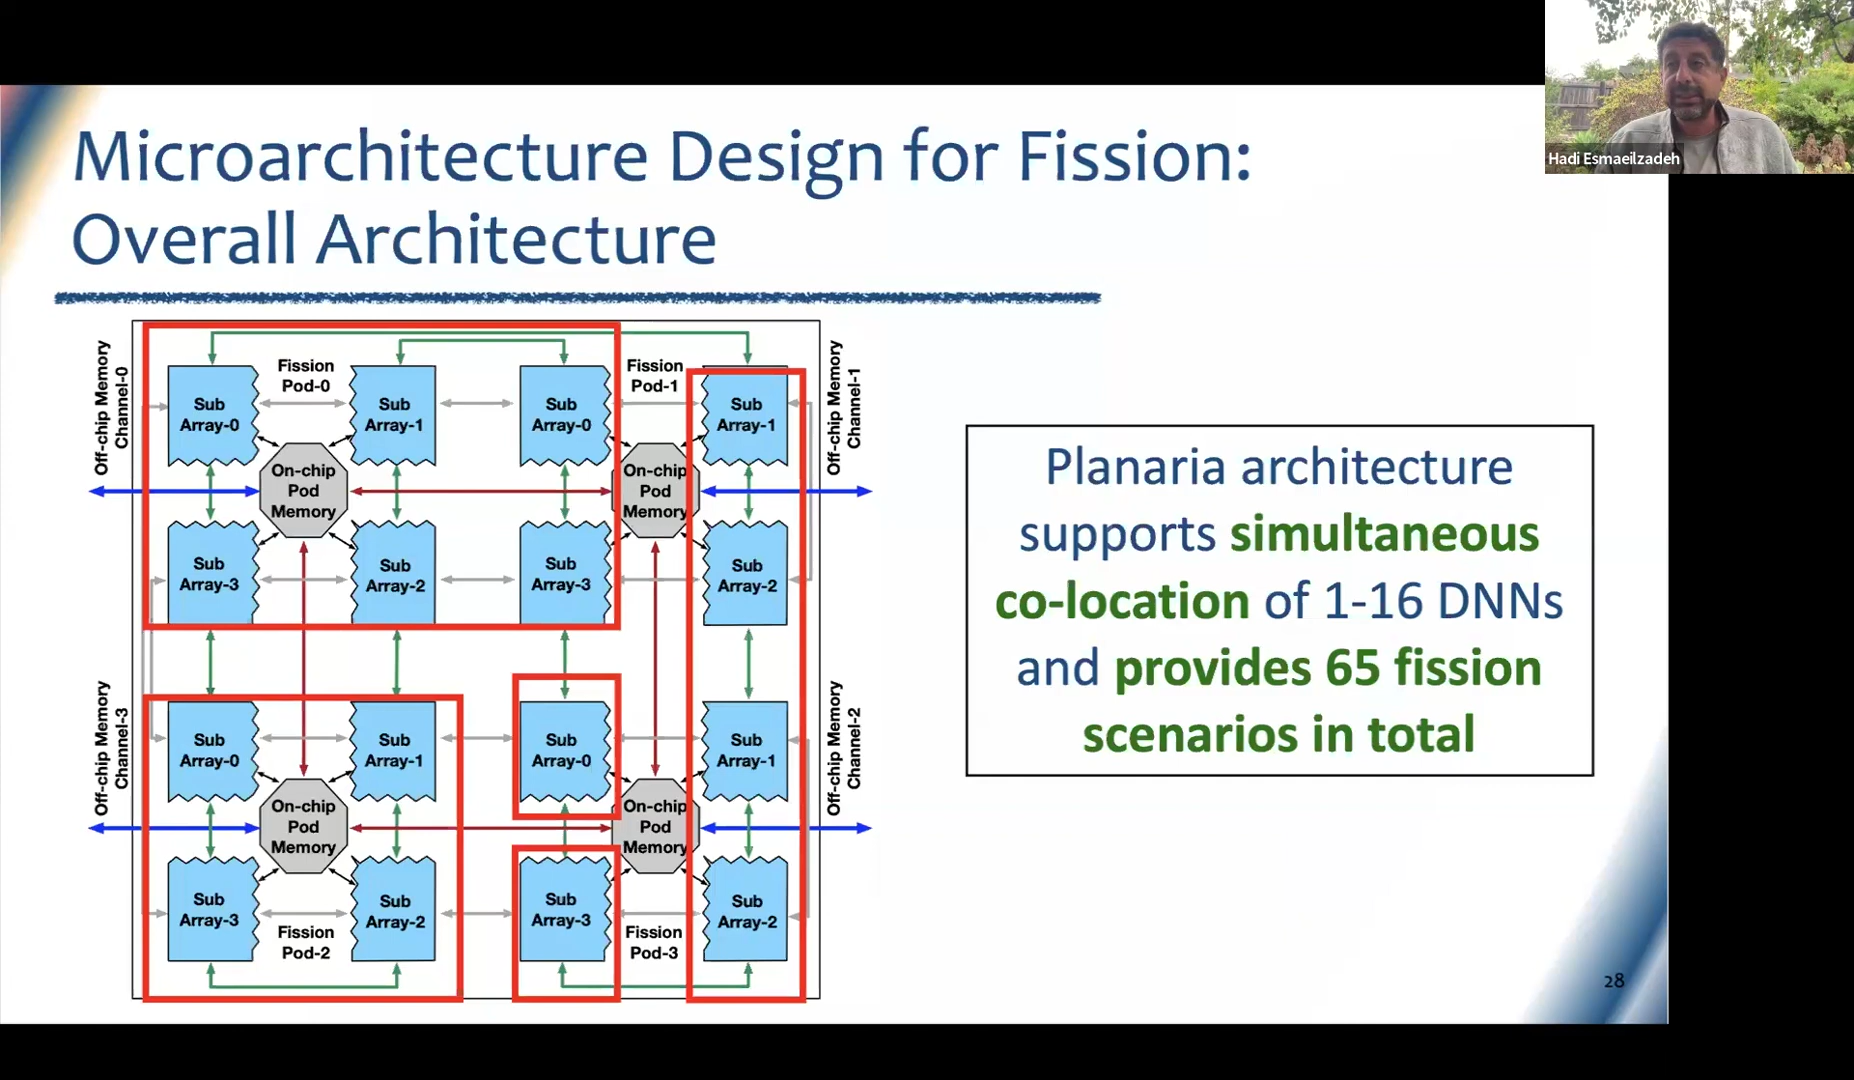 Hadi Esmaeilzadeh
Microarchitecture Design for Fission:
Overall Architecture
Off-chip Memory
Channel-0
Sub
Array-0
Fission
Pod-0
Sub
Array-1
Sub
Array-0
Fission
Pod-1
Sub
Array-1
Off-chip Memory
Channel-1
On-chip
Pod
Memory
On-chip
Pod
Memory
Sub
Array-3
Sub
Array-2
Sub
Array-3
Sub
Array-2
Off-chip Memory
Channel-3
Sub
Array-0
Sub
Array-1
Sub
Array-0
Sub
Array-1
Off-chip Memory
Channel-2
On-chip
Pod
Memory
On-chip
Pod
Memory
Sub
Array-3
Fission
Pod-2
Sub
Array-2
Sub
Array-3
Fission
Pod-3
Sub
Array-2
Planaria architecture
supports simultaneous
co-location of 1-16 DNNs
and provides 65 fission
scenarios in total
28